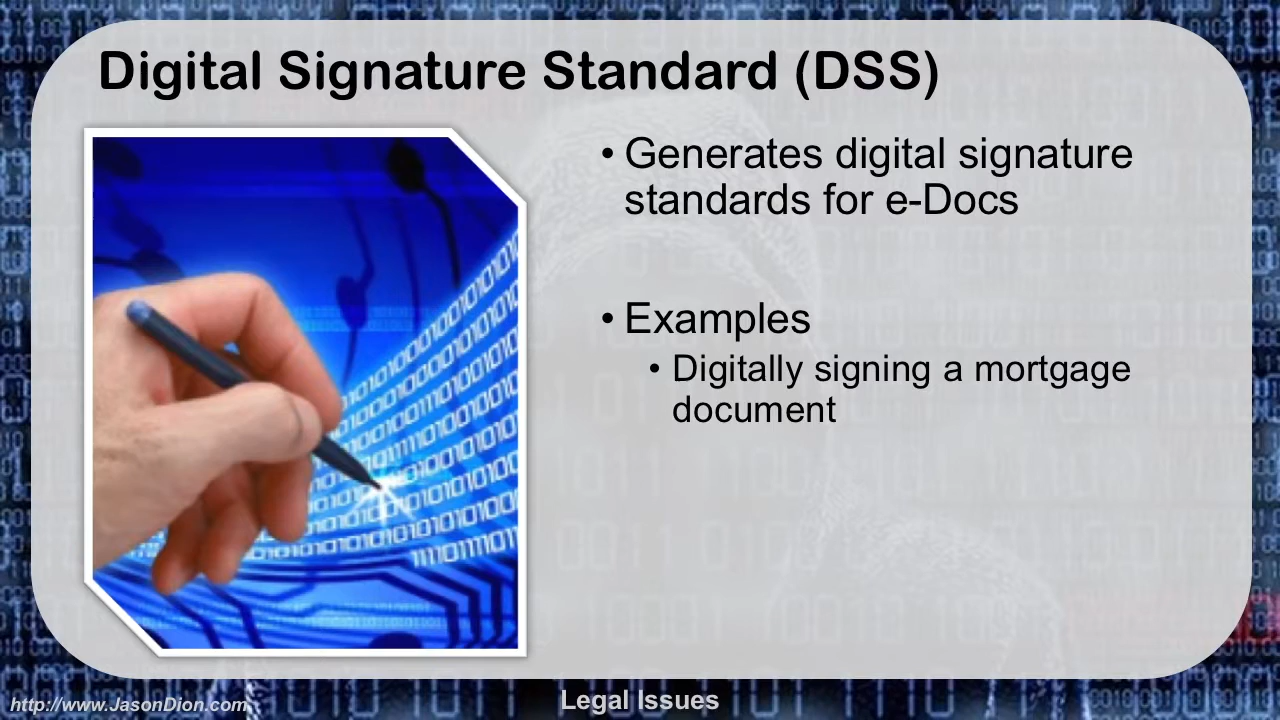 Digital Signature Standard (DSS)
• Generates digital signature
standards for e-Docs
• Examples
• Digitally signing a mortgage
document
http://www.JasonDion.com
Legal Issues